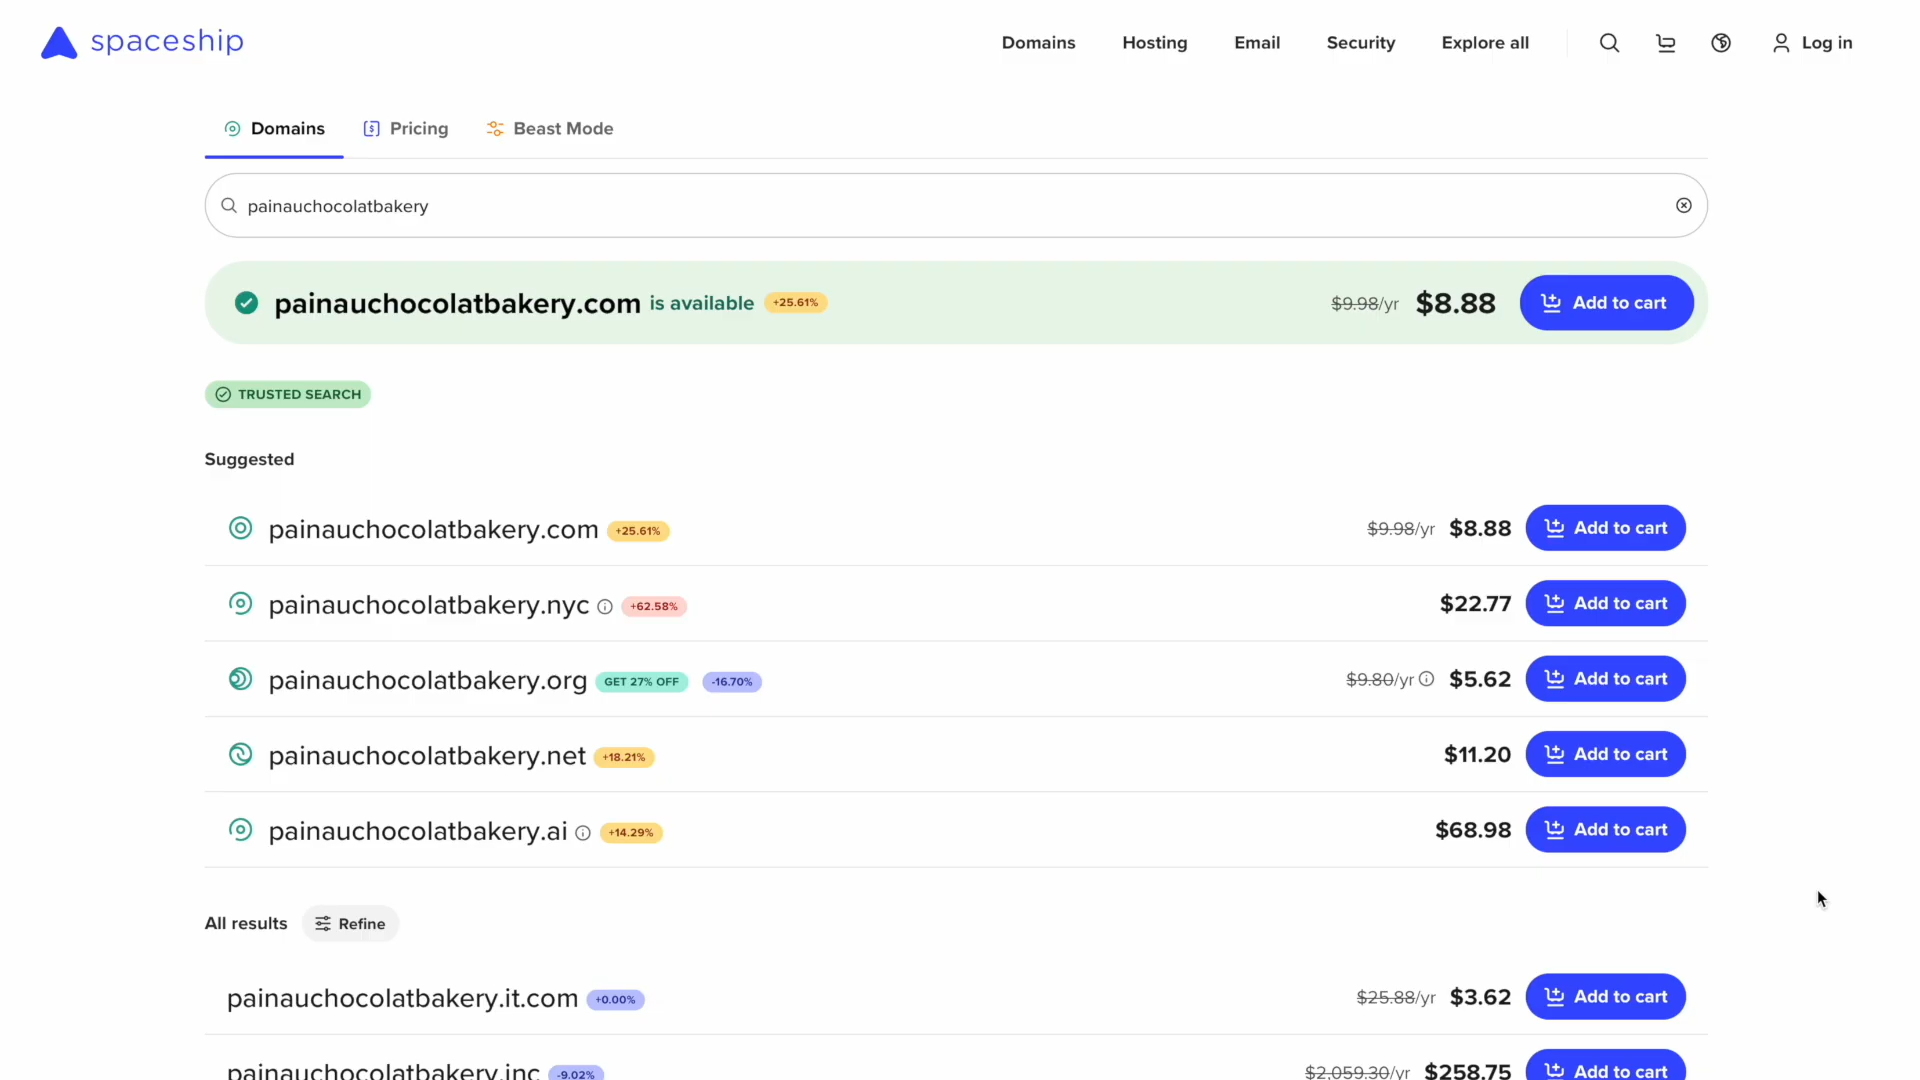 spaceship
Domains Hosting Email Security Explore all Log in
Domains Pricing Beast Mode
painauchocolatbakery
painauchocolatbakery.com is available +25.61% $9.98/yr $8.88 Add to cart
TRUSTED SEARCH
Suggested
painauchocolatbakery.com +25.61% $9.98/yr $8.88 Add to cart
painauchocolatbakery.nyc +62.58% $22.77 Add to cart
painauchocolatbakery.org GET 27% OFF -16.70% $9.80/yr $5.62 Add to cart
painauchocolatbakery.net +18.21% $11.20 Add to cart
painauchocolatbakery.ai +14.29% $68.98 Add to cart
All results Refine
painauchocolatbakery.it.com +0.00% $25.88/yr $3.62 Add to cart
painauchocolatbakery.inc -9.02% $2,059.30/yr $258.75 Add to cart